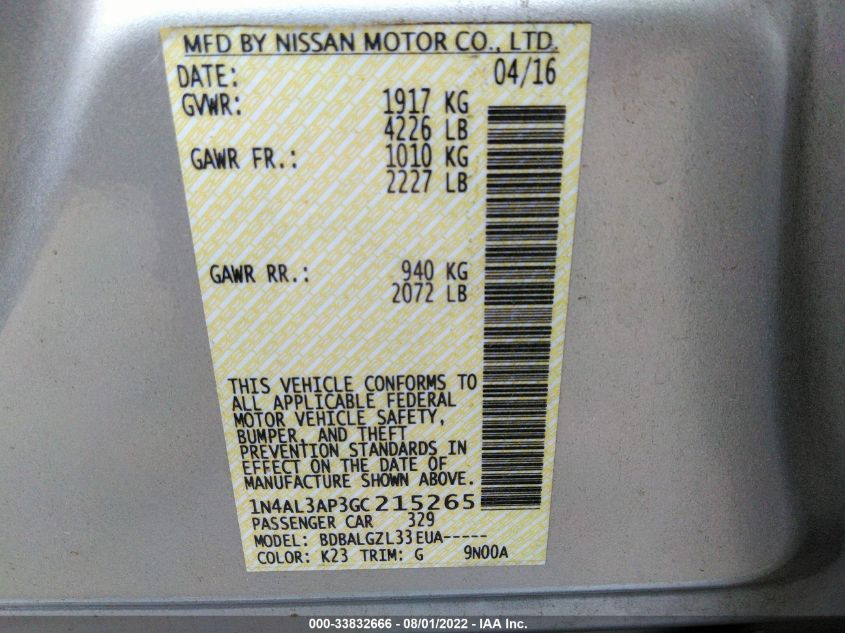 MFD BY NISSAN MOTOR CO., LTD.
DATE: 04/16
GVWR: 1917 KG
4226 LB
GAWR FR.: 1010 KG
2227 LB
GAWR RR.: 940 KG
2072 LB
THIS VEHICLE CONFORMS TO
ALL APPLICABLE FEDERAL
MOTOR VEHICLE SAFETY,
BUMPER, AND THEFT
PREVENTION STANDARDS IN
EFFECT ON THE DATE OF
MANUFACTURE SHOWN ABOVE.
1N4AL3AP3GC215265
PASSENGER CAR 329
MODEL: BDBALGZL33EUA-----
COLOR: K23 TRIM: G 9N00A
000-33832666 - 08/01/2022 - IAA Inc.